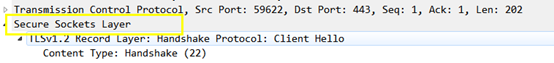 Transmission Control Protocol, Src Port: 59622, Dst Port: 443, Seq: 1, Ack: 1, Len: 202
Secure Sockets Layer
TLSv1.2 Record Layer: Handshake Protocol: Client Hello
Content Type: Handshake (22)